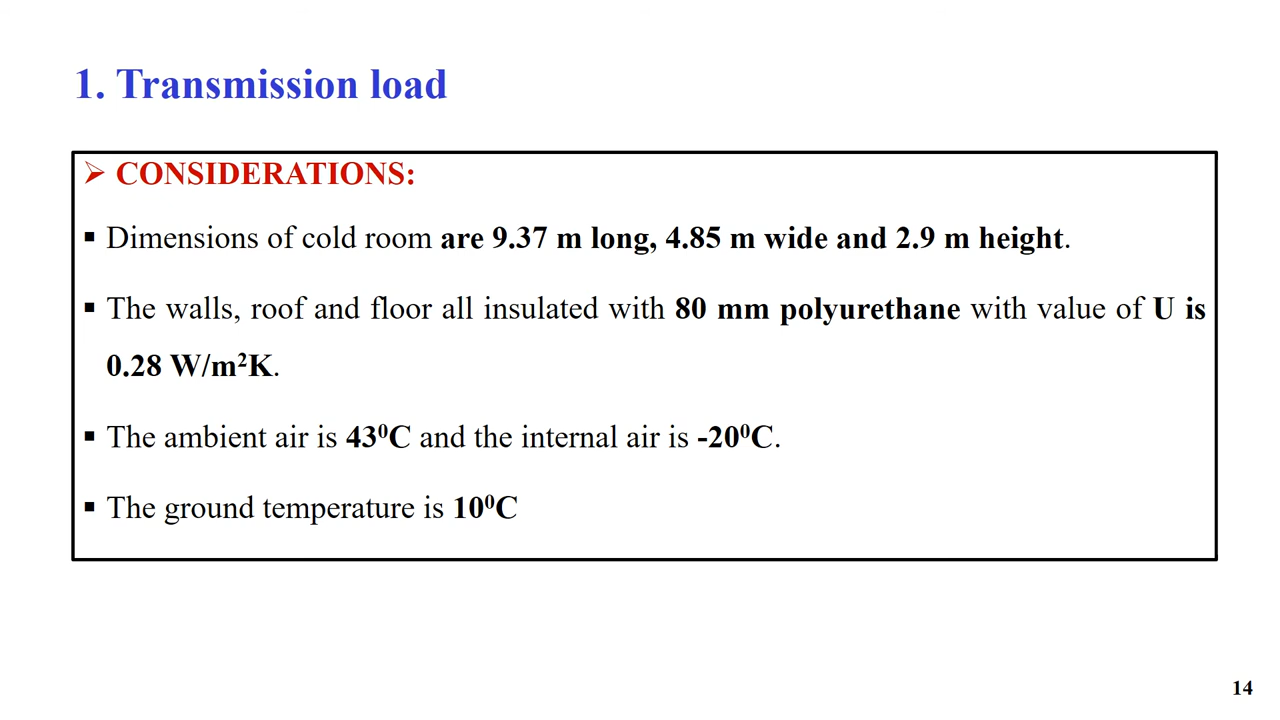 1. Transmission load
➢ CONSIDERATIONS:
▪ Dimensions of cold room are 9.37 m long, 4.85 m wide and 2.9 m height.
▪ The walls, roof and floor all insulated with 80 mm polyurethane with value of U is
0.28 W/m²K.
▪ The ambient air is 43⁰C and the internal air is -20⁰C.
▪ The ground temperature is 10⁰C
14